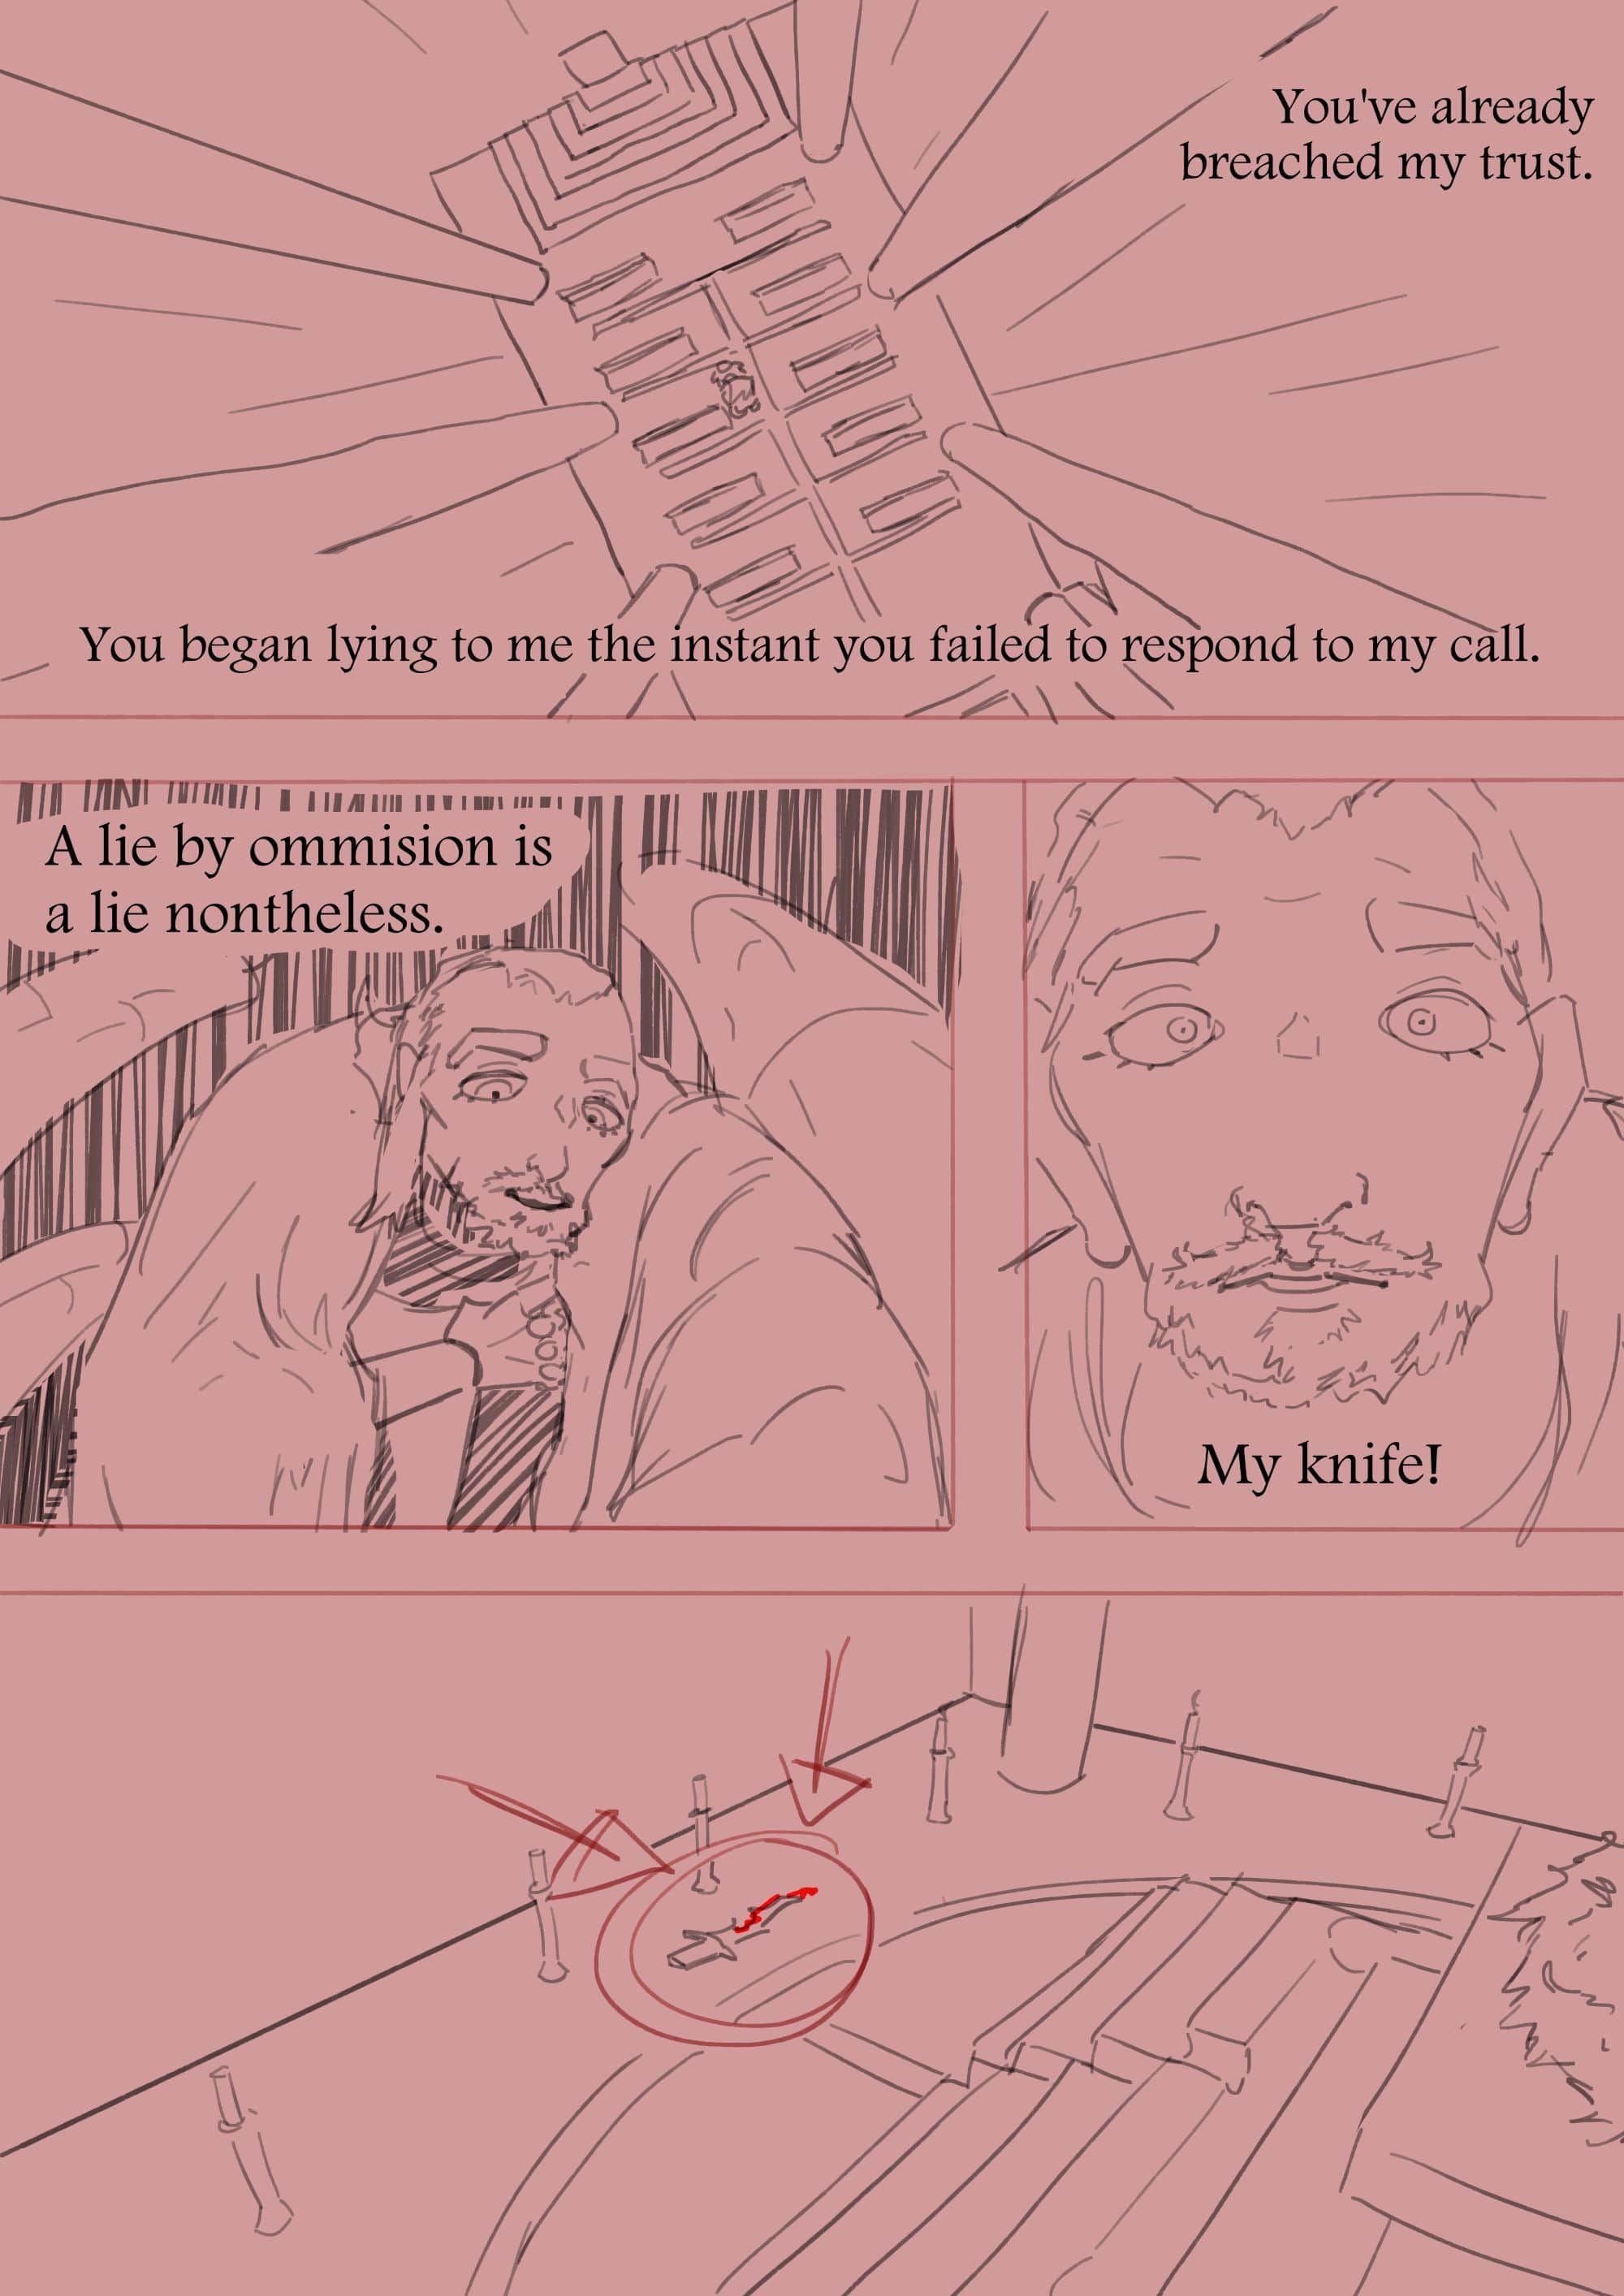 You've already
breached my trust.
You began lying to me the instant you failed to respond to my call.
A lie by ommision is
a lie nontheless.
My knife!